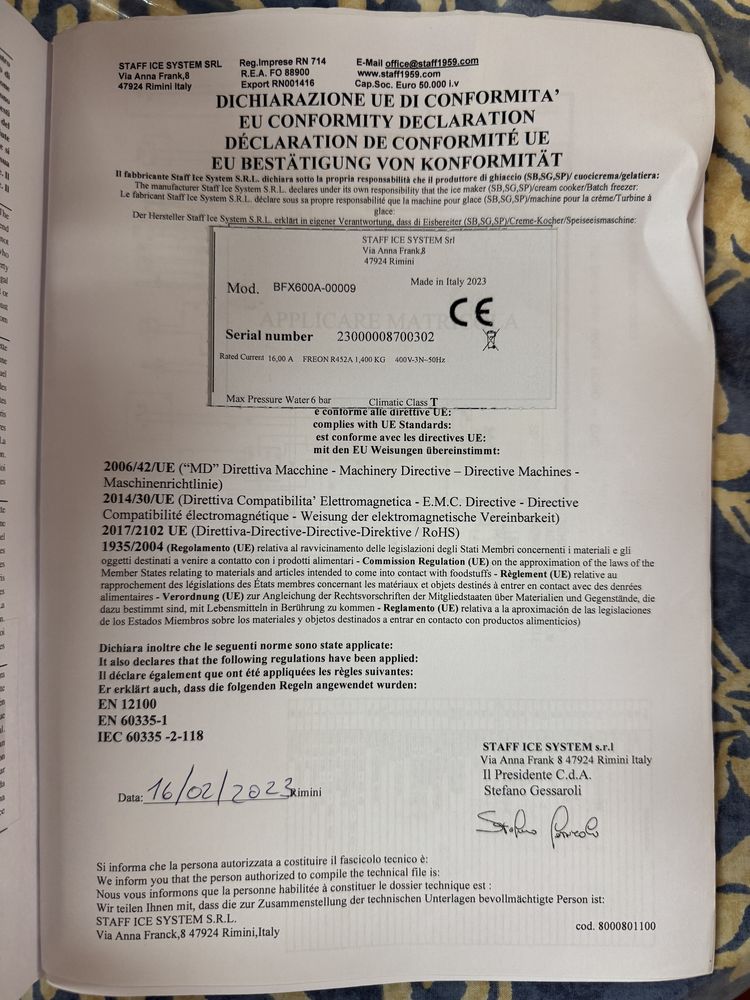 STAFF ICE SYSTEM SRL
Via Anna Frank,8
47924 Rimini Italy
Reg.Imprese RN 714
R.E.A. FO 88900
Export RN001416
E-Mail office@staff1959.com
www.staff1959.com
Cap.Soc. Euro 50.000 i.v
DICHIARAZIONE UE DI CONFORMITA'
EU CONFORMITY DECLARATION
DÉCLARATION DE CONFORMITÉ UE
EU BESTÄTIGUNG VON KONFORMITÄT
Il fabbricante Staff Ice System S.R.L. dichiara sotto la propria responsabilità che il produttore di ghiaccio (SB,SG,SP)/ cuocicrema/gelatiera:
The manufacturer Staff Ice System S.R.L. declares under its own responsibility that the ice maker (SB,SG,SP)/cream cooker/Batch freezer:
Le fabricant Staff Ice System S.R.L. déclare sous sa propre responsabilité que la machine pour glace (SB,SG,SP)/machine pour la crème/Turbine à
glace:
Der Hersteller Staff Ice System S.R.L. erklärt in eigener Verantwortung, dass di Eisbereiter (SB,SG,SP)/Creme-Kocher/Speiseeismaschine:
STAFF ICE SYSTEM Srl
Via Anna Frank,8
47924 Rimini
Mod. BFX600A-00009
Made in Italy 2023
CE
APPLICARE MATRICOLA
Serial number 23000008700302
Rated Current 16,00 A FREON R452A 1,400 KG 400V-3N~50Hz
Max Pressure Water 6 bar Climatic Class T
e conforme alle direttive UE:
complies with UE Standards:
est conforme avec les directives UE:
mit den EU Weisungen übereinstimmt:
2006/42/UE ("MD" Direttiva Macchine - Machinery Directive – Directive Machines -
Maschinenrichtlinie)
2014/30/UE (Direttiva Compatibilita' Elettromagnetica - E.M.C. Directive - Directive
Compatibilité électromagnétique - Weisung der elektromagnetische Vereinbarkeit)
2017/2102 UE (Direttiva-Directive-Directive-Direktive / RoHS)
1935/2004 (Regolamento (UE) relativa al ravvicinamento delle legislazioni degli Stati Membri concernenti i materiali e gli
oggetti destinati a venire a contatto con i prodotti alimentari - Commission Regulation (UE) on the approximation of the laws of the
Member States relating to materials and articles intended to come into contact with foodstuffs - Règlement (UE) relative au
rapprochement des législations des États membres concernant les matériaux et objets destinés à entrer en contact avec des denrées
alimentaires - Verordnung (UE) zur Angleichung der Rechtsvorschriften der Mitgliedstaaten über Materialien und Gegenstände, die
dazu bestimmt sind, mit Lebensmitteln in Berührung zu kommen - Reglamento (UE) relativa a la aproximación de las legislaciones
de los Estados Miembros sobre los materiales y objetos destinados a entrar en contacto con productos alimenticios)
Dichiara inoltre che le seguenti norme sono state applicate:
It also declares that the following regulations have been applied:
Il déclare également que ont été appliquées les règles suivantes:
Er erklärt auch, dass die folgenden Regeln angewendet wurden:
EN 12100
EN 60335-1
IEC 60335 -2-118
STAFF ICE SYSTEM s.r.l
Via Anna Frank 8 47924 Rimini Italy
Il Presidente C.d.A.
Stefano Gessaroli
Data: 16/02/2023 Rimini
Si informa che la persona autorizzata a costituire il fascicolo tecnico è:
We inform you that the person authorized to compile the technical file is:
Nous vous informons que la personne habilitée à constituer le dossier technique est :
Wir teilen Ihnen mit, dass die zur Zusammenstellung der technischen Unterlagen bevollmächtigte Person ist:
STAFF ICE SYSTEM S.R.L.
Via Anna Franck,8 47924 Rimini,Italy
cod. 8000801100